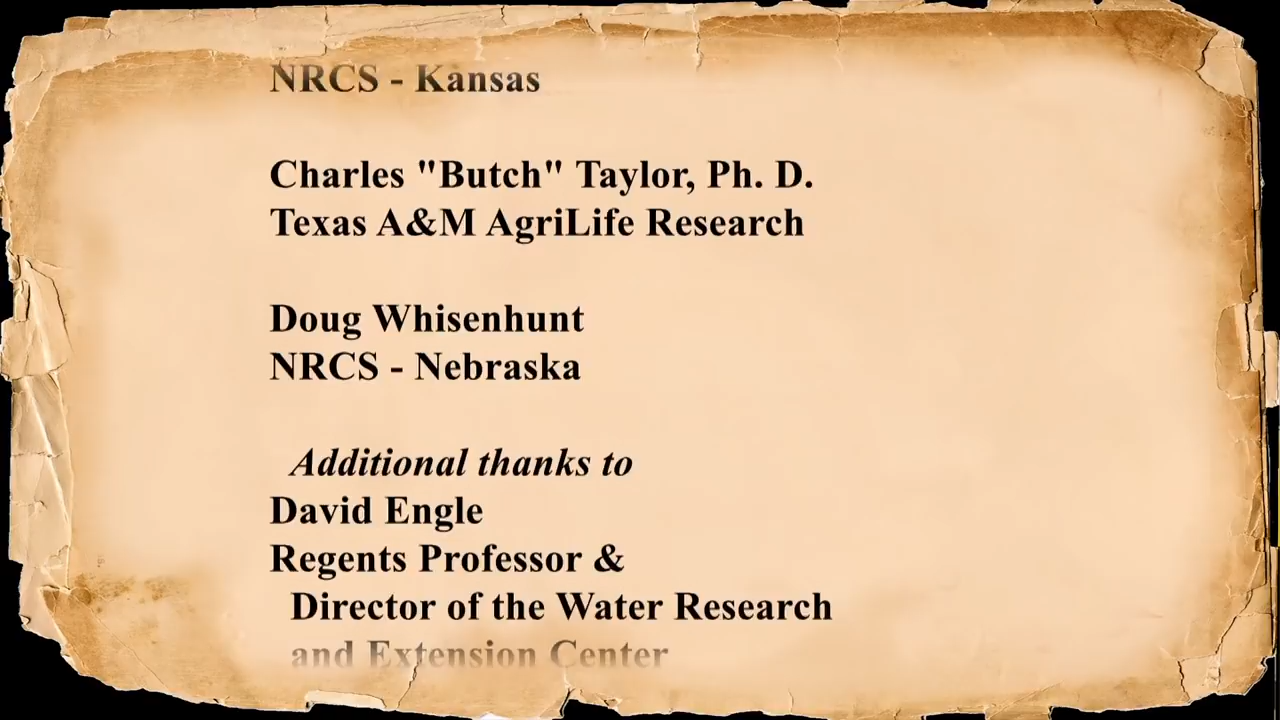 NRCS - Kansas
Charles "Butch" Taylor, Ph. D.
Texas A&M AgriLife Research
Doug Whisenhunt
NRCS - Nebraska
Additional thanks to
David Engle
Regents Professor &
Director of the Water Research
and Extension Center